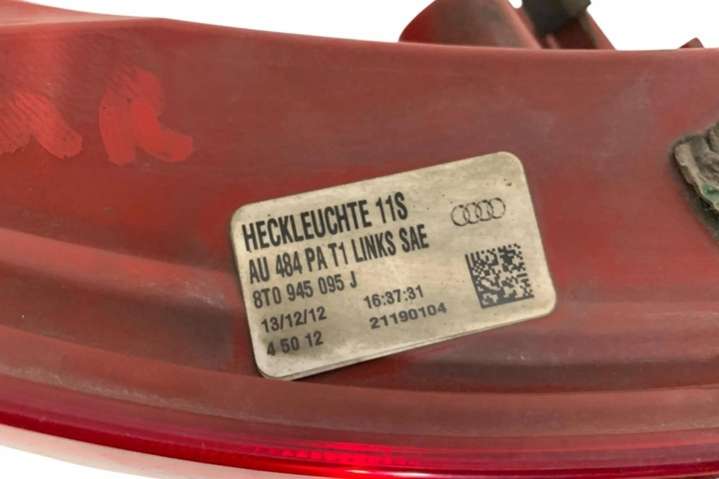 HECKLEUCHTE 11S
AU 484 PA T1 LINKS SAE
8T0 945 095 J
13/12/12 16:37:31
4 50 12 21190104